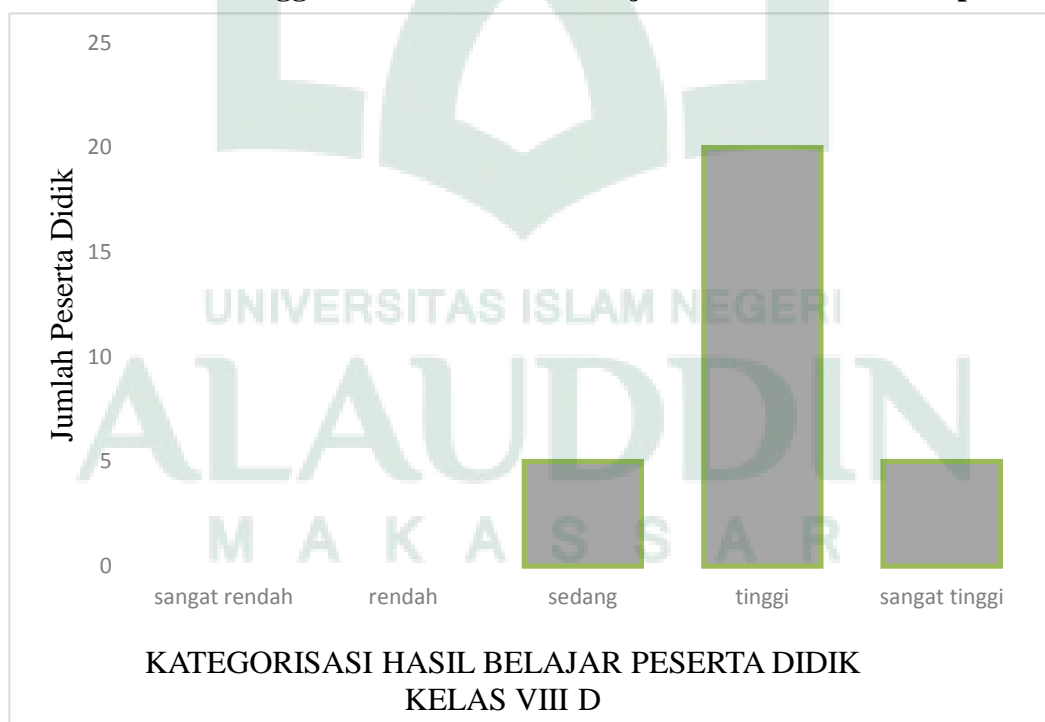 25
20
15
10
5
0
Jumlah Peserta Didik
UNIVERSITAS ISLAM NEGERI
ALAUDDIN
MAKASSAR
sangat rendah rendah sedang tinggi sangat tinggi
KATEGORISASI HASIL BELAJAR PESERTA DIDIK
KELAS VIII D